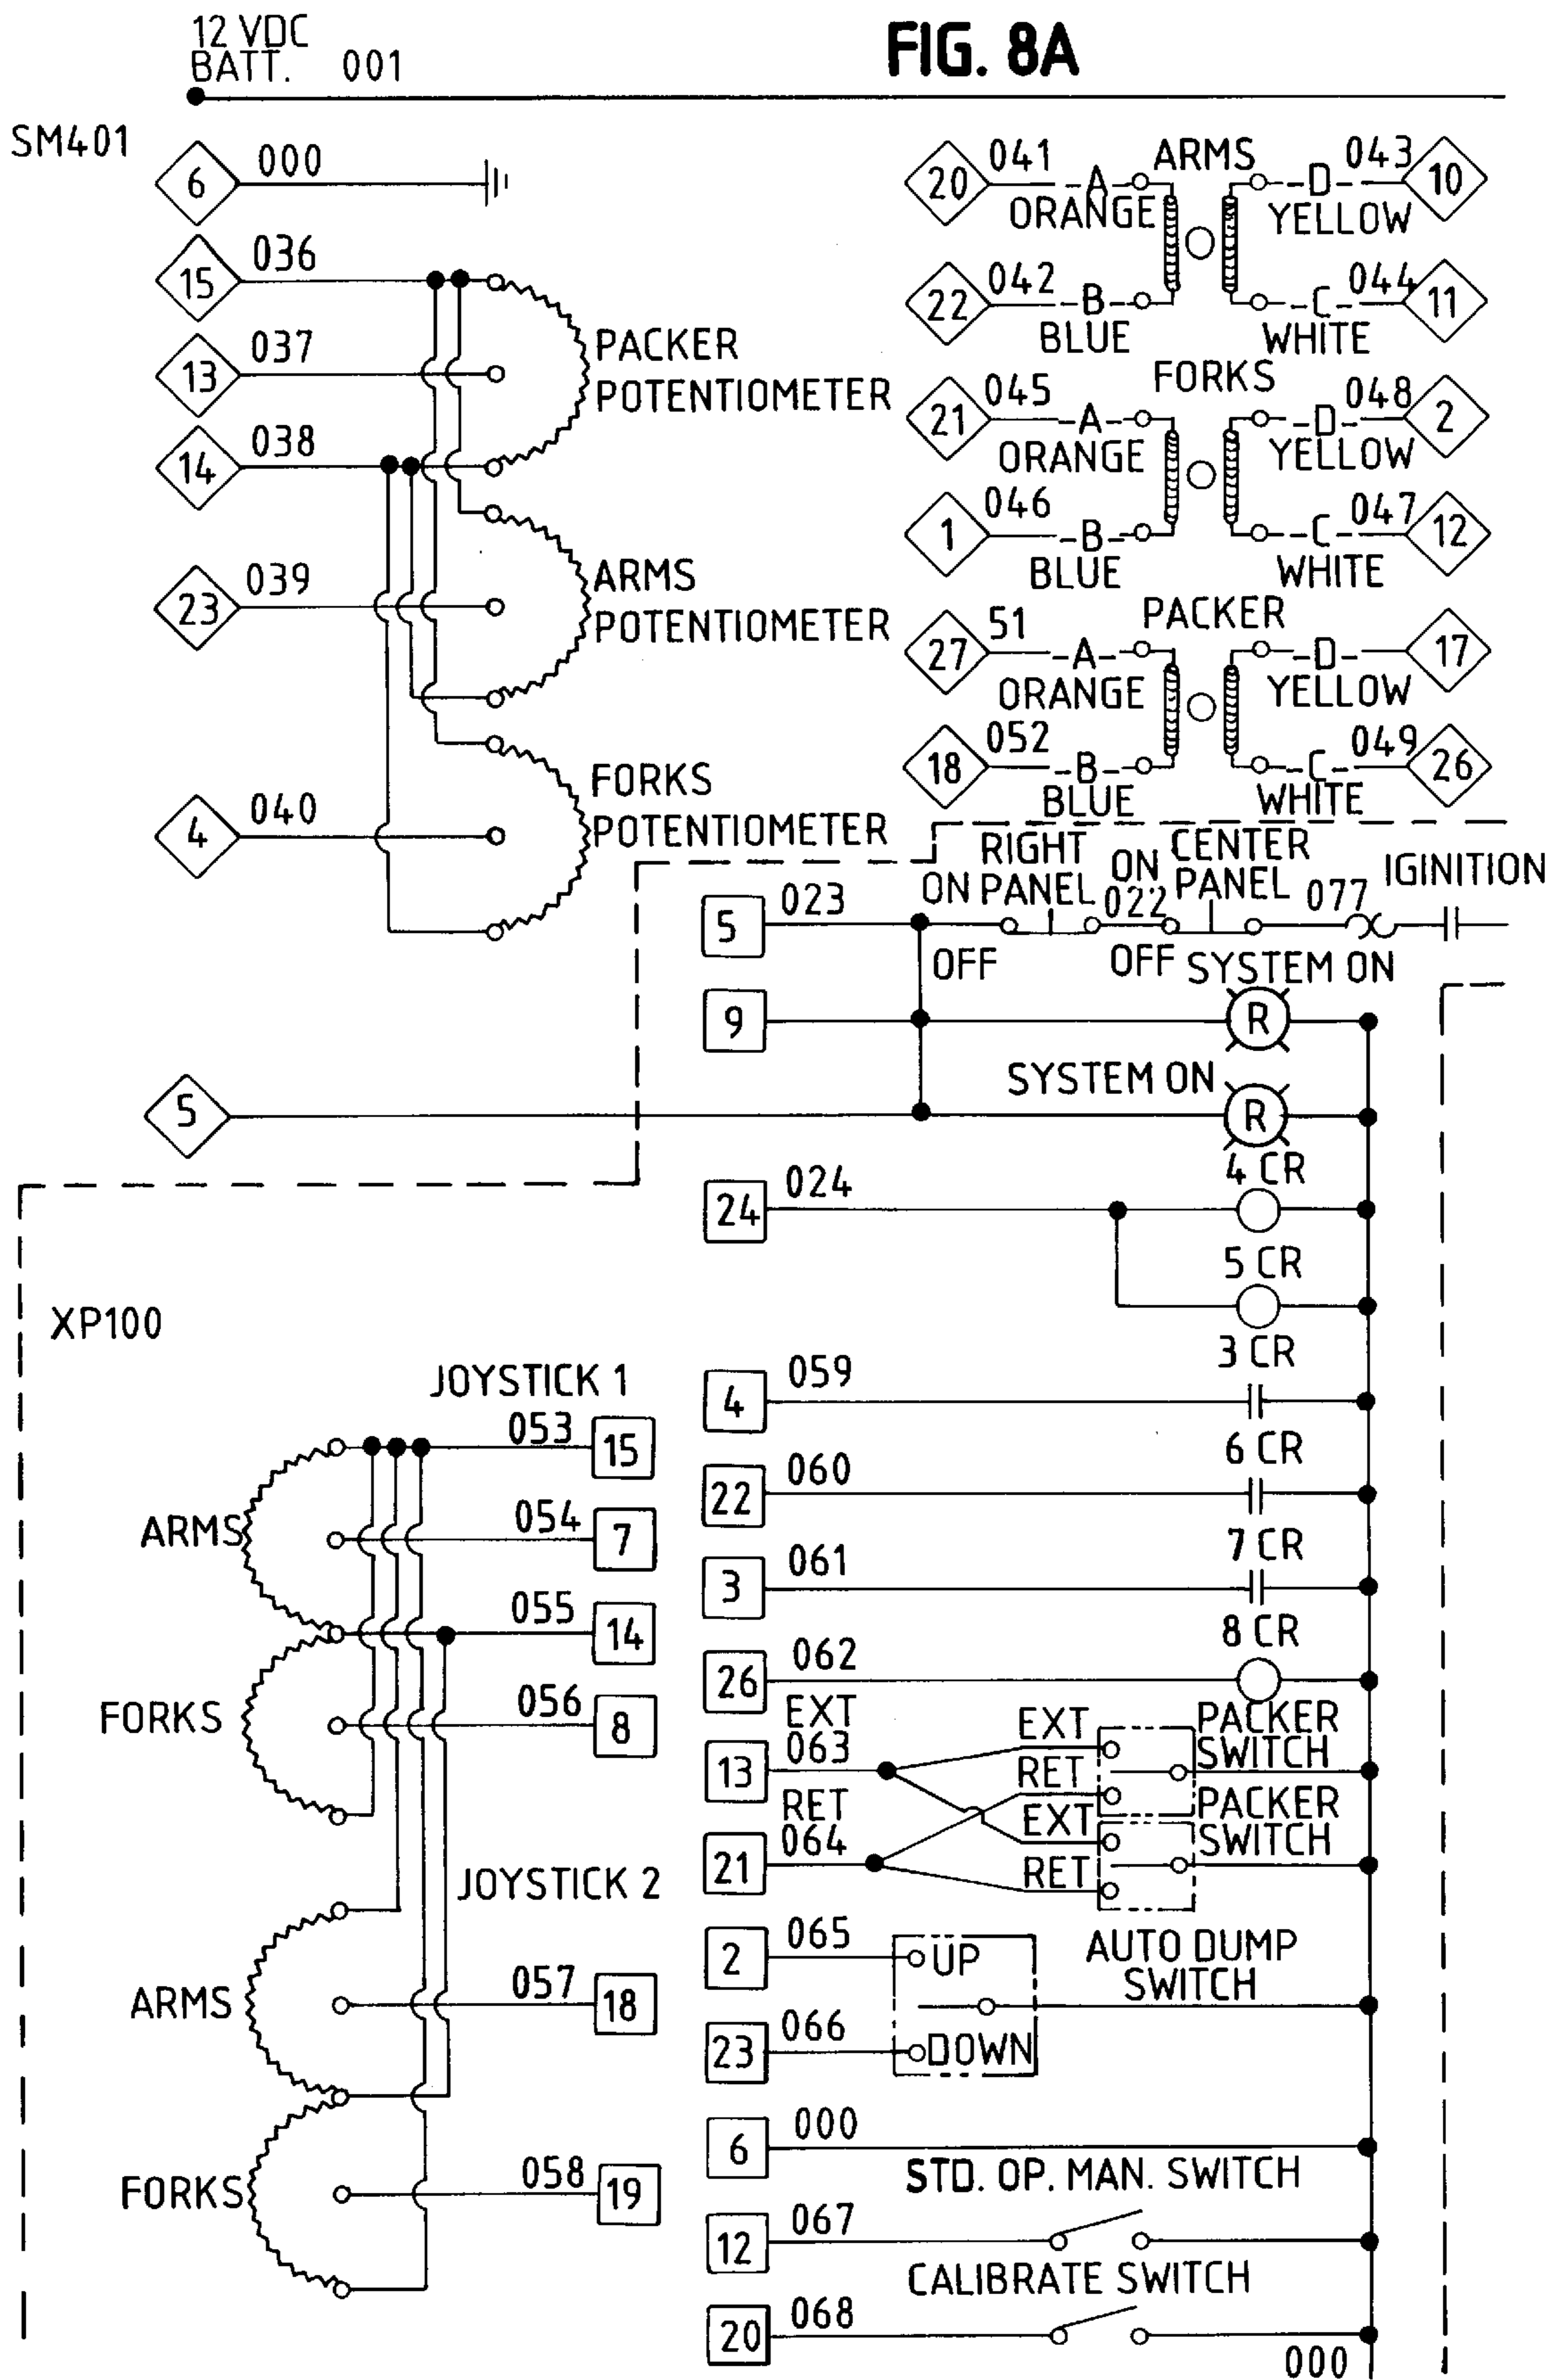 FIG. 8A
12 VDC
BATT. 001
SM401
6 000
15 036
13 037
14 038
PACKER
POTENTIOMETER
23 039
ARMS
POTENTIOMETER
4 040
FORKS
POTENTIOMETER
ARMS
20 041 A ORANGE
D 043 10 YELLOW
22 042 B BLUE
C 044 11 WHITE
FORKS
21 045 A ORANGE
D 048 2 YELLOW
1 046 B BLUE
C 047 12 WHITE
PACKER
27 51 A ORANGE
D 17 YELLOW
18 052 B BLUE
C 049 26 WHITE
RIGHT
PANEL
ON
OFF
CENTER
PANEL
ON
OFF
5 023
022
077
IGINITION
SYSTEM ON
9 R
SYSTEM ON
5 R
4 CR
24 024
5 CR
XP100
3 CR
4 059
6 CR
22 060
7 CR
3 061
8 CR
26 062
EXT
13 063
RET
21 064
EXT
RET
PACKER
SWITCH
EXT
RET
PACKER
SWITCH
2 065 UP
AUTO DUMP
SWITCH
23 066 DOWN
6 000
STD. OP. MAN. SWITCH
12 067
CALIBRATE SWITCH
20 068
000
JOYSTICK 1
053 15
ARMS 054 7
055 14
FORKS 056 8
JOYSTICK 2
ARMS 057 18
FORKS 058 19